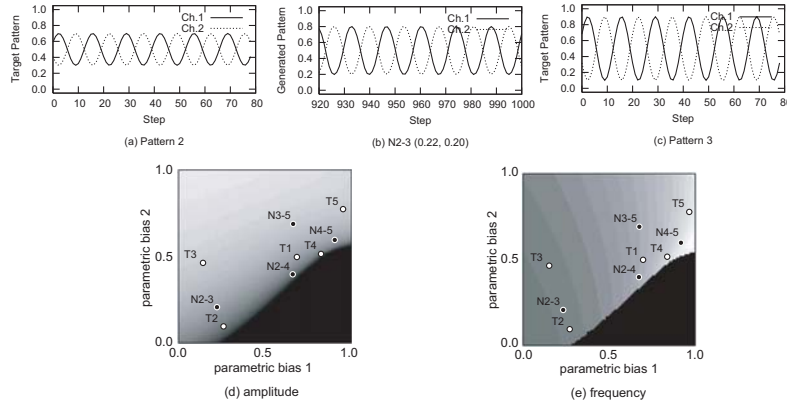 Ch.1
Ch.2
Target Pattern
1.0
0.8
0.6
0.4
0.2
0.0
0 10 20 30 40 50 60 70 80
Step
(a) Pattern 2
Ch.1
Ch.2
Generated Pattern
1.0
0.8
0.6
0.4
0.2
0.0
920 930 940 950 960 970 980 990 1000
Step
(b) N2-3 (0.22, 0.20)
Ch.1
Ch.2
Target Pattern
1.0
0.8
0.6
0.4
0.2
0.0
0 10 20 30 40 50 60 70 80
Step
(c) Pattern 3
parametric bias 2
1.0
0.5
0.0
T5
N3-5
N4-5
T3
T1
T4
N2-4
N2-3
T2
0.0 0.5 1.0
parametric bias 1
(d) amplitude
parametric bias 2
1.0
0.5
0.0
T5
N3-5
N4-5
T3
T1
T4
N2-4
N2-3
T2
0.0 0.5 1.0
parametric bias 1
(e) frequency